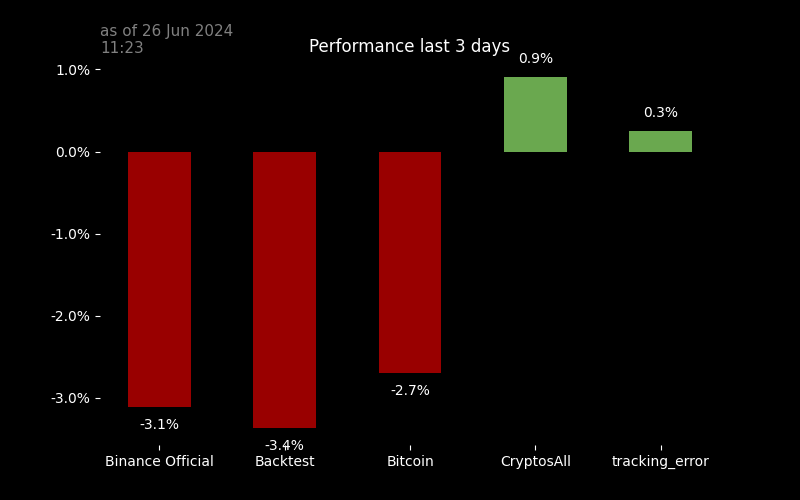 as of 26 Jun 2024
11:23
Performance last 3 days
1.0%
0.0%
-1.0%
-2.0%
-3.0%
0.9%
0.3%
-3.1%
-3.4%
-2.7%
Binance Official
Backtest
Bitcoin
CryptosAll
tracking_error